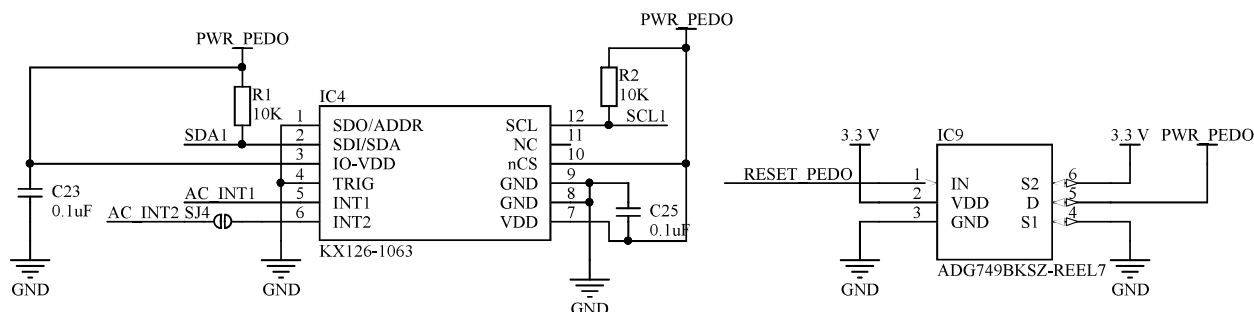 PWR_PEDO
R1
10K
SDA1
C23
0.1uF
AC_INT1
AC_INT2 SJ4
GND
GND
IC4
1 SDO/ADDR SCL 12
2 SDI/SDA NC 11
3 IO-VDD nCS 10
4 TRIG GND 9
5 INT1 GND 8
6 INT2 VDD 7
KX126-1063
PWR_PEDO
R2
10K
SCL1
C25
0.1uF
GND
RESET_PEDO
3.3 V
IC9
3.3 V
PWR_PEDO
1 IN S2 6
2 VDD D 5
3 GND S1 4
ADG749BKSZ-REEL7
GND
GND